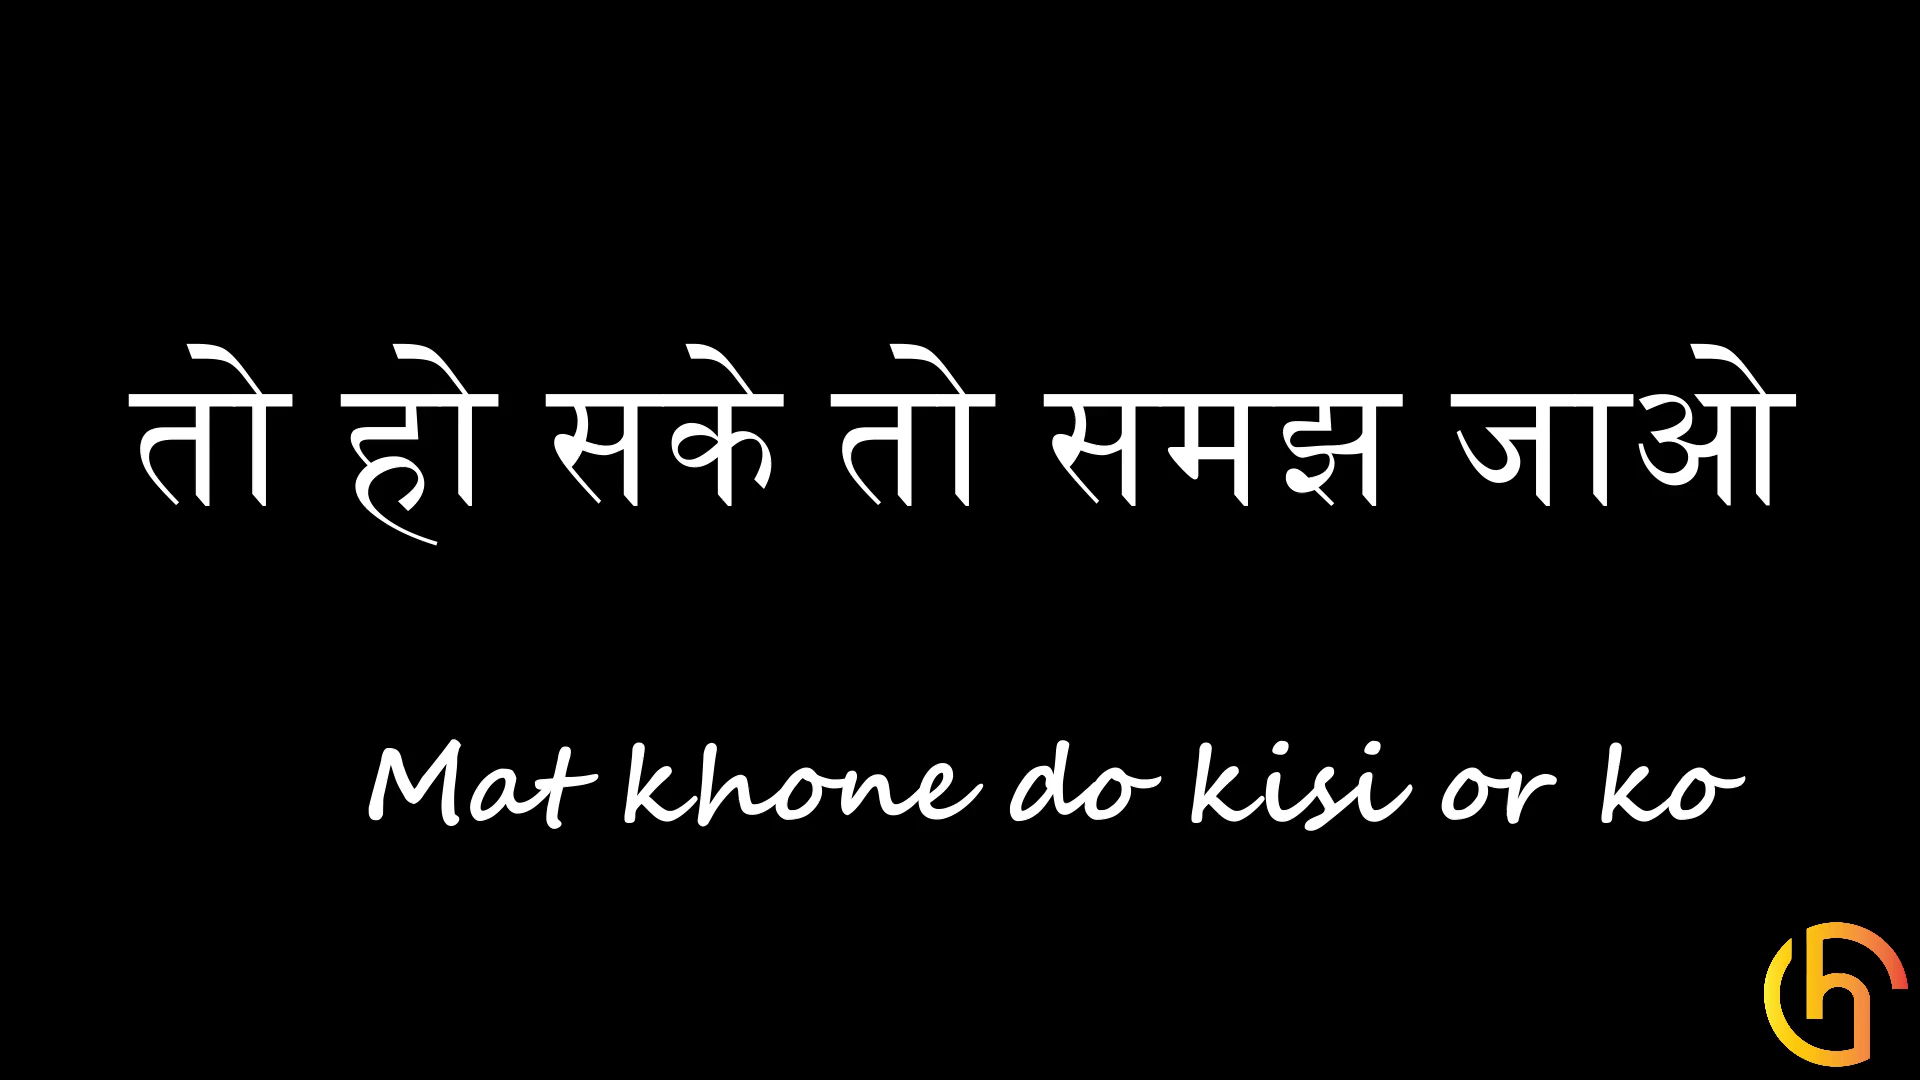 तो हो सके तो समझ जाओ
Mat khone do kisi or ko